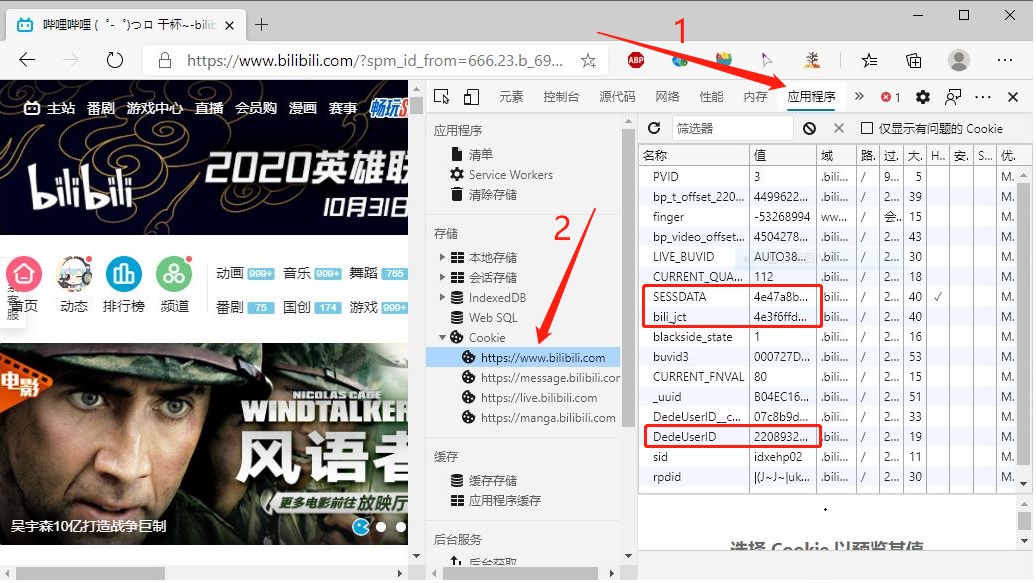 哔哩哔哩 ( ゜- ゜)つロ 干杯~-bilib
1
https://www.bilibili.com/?spm_id_from=666.23.b_69...
ABP
主站 番剧 游戏中心 直播 会员购 漫画 赛事 畅玩S
bilibili
2020英雄联
10月31日
首页 动态 排行榜 频道
客服
动画 999+ 音乐 999+ 舞蹈 765
番剧 75 国创 174 游戏 999+
电影
NICOLAS CAGE
WINDTALKER
风语者
更多电影前往 放映厅
吴宇森10亿打造战争巨制
元素 控制台 源代码 网络 性能 内存 应用程序 » 1
应用程序
清单
Service Workers
清除存储
2
存储
本地存储
会话存储
IndexedDB
Web SQL
Cookie
https://www.bilibili.com
https://message.bilibili.cor
https://live.bilibili.com
https://manga.bilibili.com
缓存
缓存存储
应用程序缓存
后台服务
后台获取
筛选器 仅显示有问题的 Cookie
名称 值 域 路. 过. 大. H.. 安. S... 优.
PVID 3 .bili... / 9... 5 M.
bp_t_offset_220... 4499622... .bili... / 2... 39 M.
finger -53268994 ww... / 会.. 15 M.
bp_video_offset... 4504278... .bili... / 2... 43 M.
LIVE_BUVID AUTO38... .bili... / 2... 30 M.
CURRENT_QUA... 112 .bili... / 2... 18 M.
SESSDATA 4e47a8b... .bili... / 2... 40 ✓ M.
bili_jct 4e3f6ffd... .bili... / 2... 40 M.
blackside_state 1 .bili... / 2... 16 M.
buvid3 000727D... .bili... / 2... 53 M.
CURRENT_FNVAL 80 .bili... / 2... 15 M.
_uuid B04EC16... .bili... / 2... 51 M.
DedeUserID__c... 07c8b9d... .bili... / 2... 33 M.
DedeUserID 2208932... .bili... / 2... 19 M.
sid idxehp02 .bili... / 2... 11 M.
rpdid |(J~J~|uk... .bili... / 2... 30 M.
选择 Cookie 以预览其值